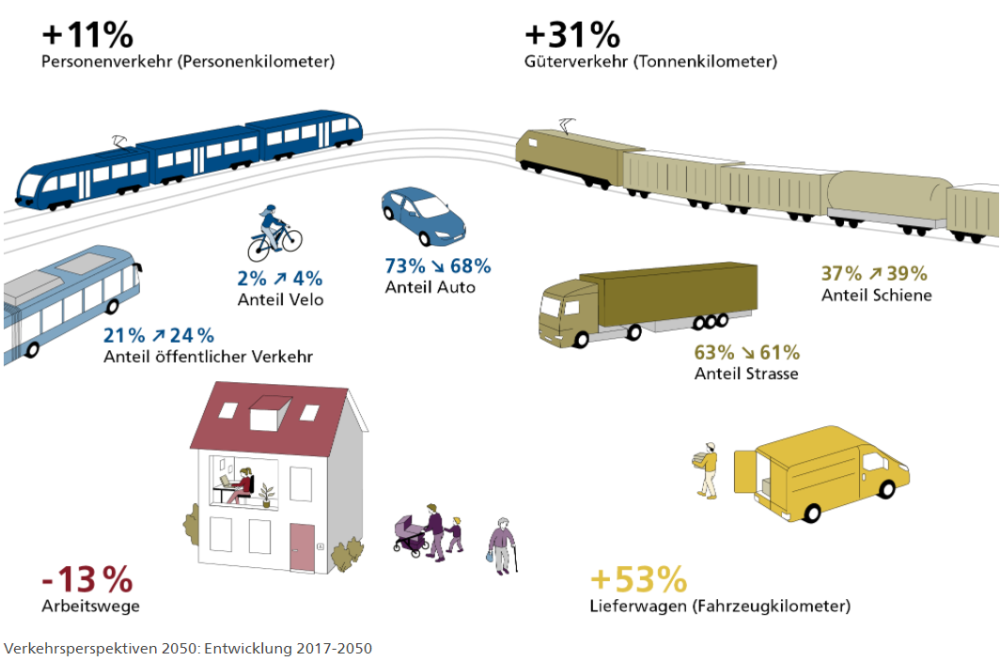 +11%
Personenverkehr (Personenkilometer)
+31%
Güterverkehr (Tonnenkilometer)
2% ↗ 4%
Anteil Velo
73% ↘ 68%
Anteil Auto
21% ↗ 24%
Anteil öffentlicher Verkehr
37% ↗ 39%
Anteil Schiene
63% ↘ 61%
Anteil Strasse
-13%
Arbeitswege
+53%
Lieferwagen (Fahrzeugkilometer)
Verkehrsperspektiven 2050: Entwicklung 2017-2050